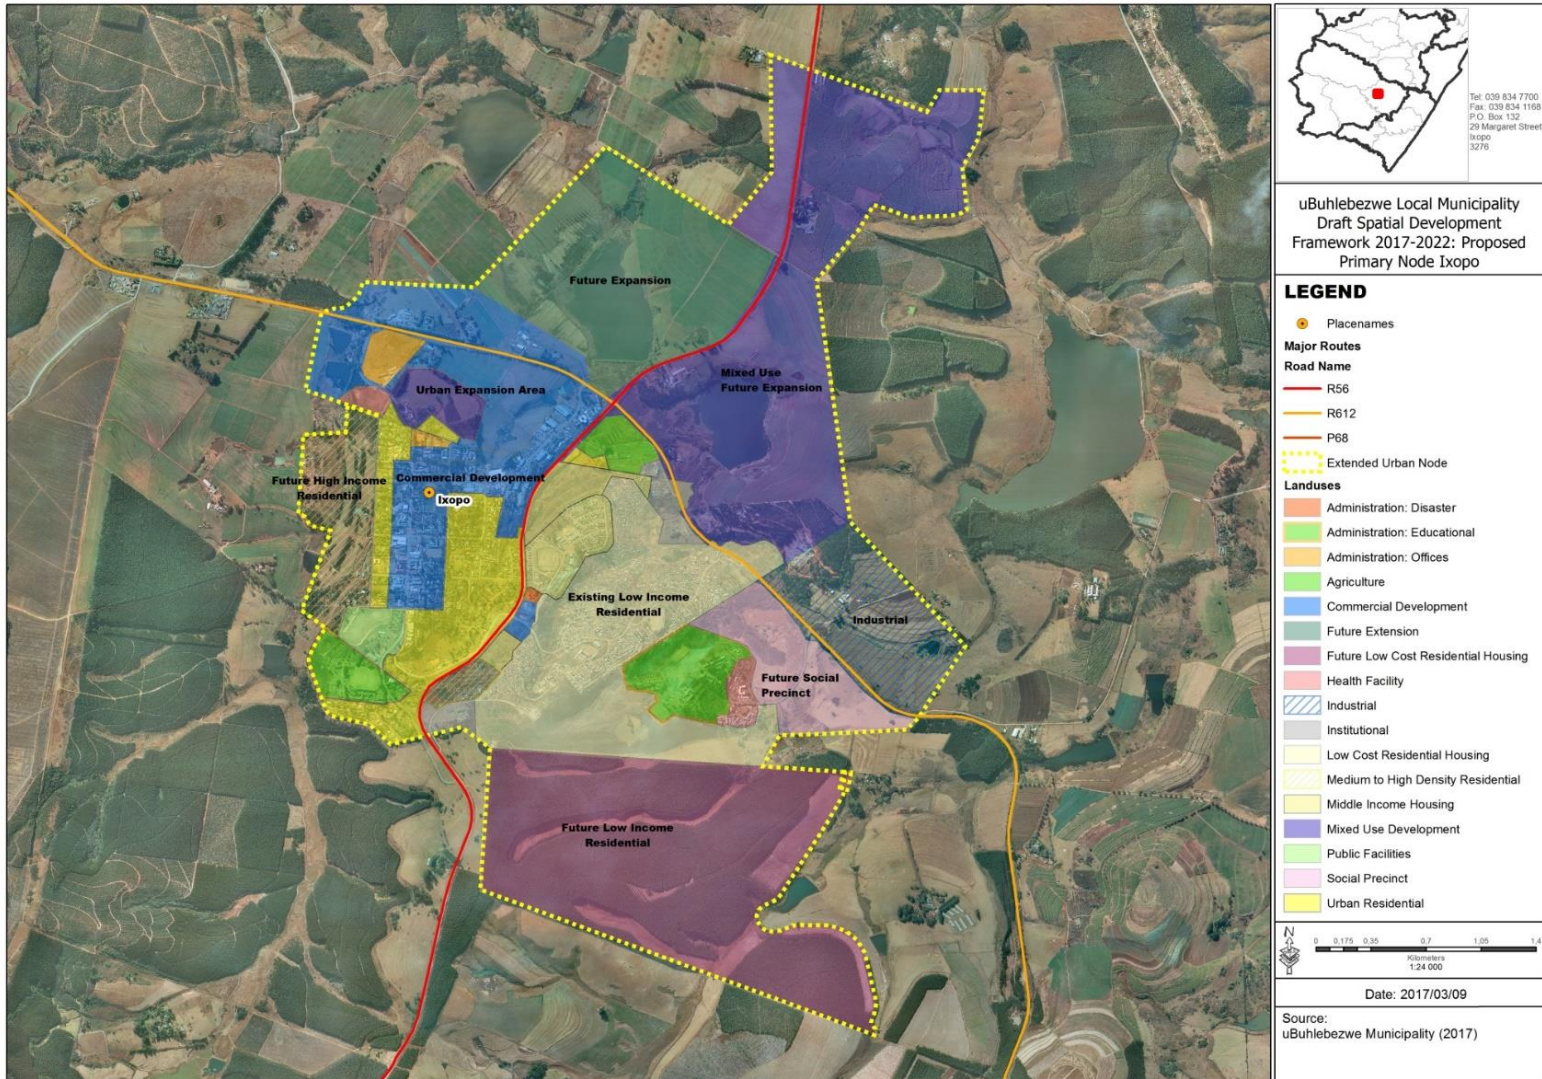 Future Expansion
Mixed Use
Future Expansion
Urban Expansion Area
Future High Income
Residential
Commercial Development
Ixopo
Existing Low Income
Residential
Industrial
Future Social
Precinct
Future Low Income
Residential
Tel: 039 834 7700
Fax: 039 834 1168
P.O. Box 132
29 Margaret Street
Ixopo
3276
uBuhlebezwe Local Municipality
Draft Spatial Development
Framework 2017-2022: Proposed
Primary Node Ixopo
LEGEND
Placenames
Major Routes
Road Name
R56
R612
P68
Extended Urban Node
Landuses
Administration: Disaster
Administration: Educational
Administration: Offices
Agriculture
Commercial Development
Future Extension
Future Low Cost Residential Housing
Health Facility
Industrial
Institutional
Low Cost Residential Housing
Medium to High Density Residential
Middle Income Housing
Mixed Use Development
Public Facilities
Social Precinct
Urban Residential
N
0 0,175 0,35 0,7 1,05 1,4
Kilometers
1:24 000
Date: 2017/03/09
Source:
uBuhlebezwe Municipality (2017)